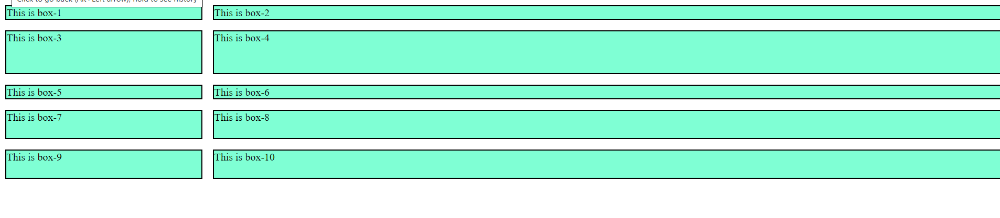 Click to go back (Alt+Left arrow), hold to see history
This is box-1
This is box-2
This is box-3
This is box-4
This is box-5
This is box-6
This is box-7
This is box-8
This is box-9
This is box-10